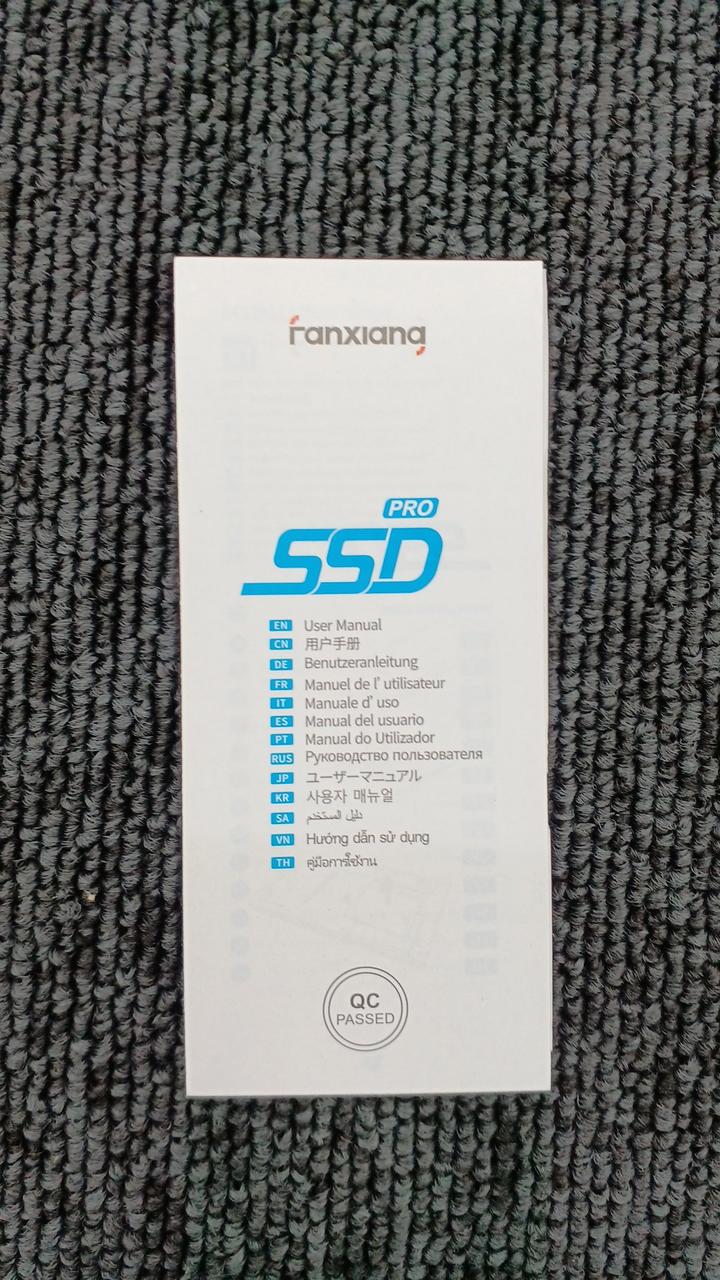 fanxiang
PRO
SSD
EN User Manual
CN 用户手册
DE Benutzeranleitung
FR Manuel de l’ utilisateur
IT Manuale d’ uso
ES Manual del usuario
PT Manual do Utilizador
RUS Руководство пользователя
JP ユーザーマニュアル
KR 사용자 매뉴얼
SA دليل المستخدم
VN Hướng dẫn sử dụng
TH คู่มือการใช้งาน
QC
PASSED